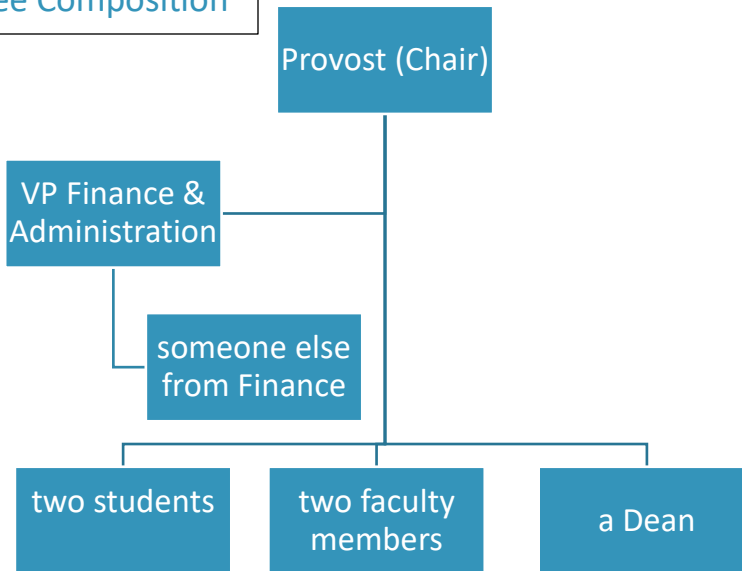 ee Composition
Provost (Chair)
VP Finance &
Administration
someone else
from Finance
two students
two faculty
members
a Dean